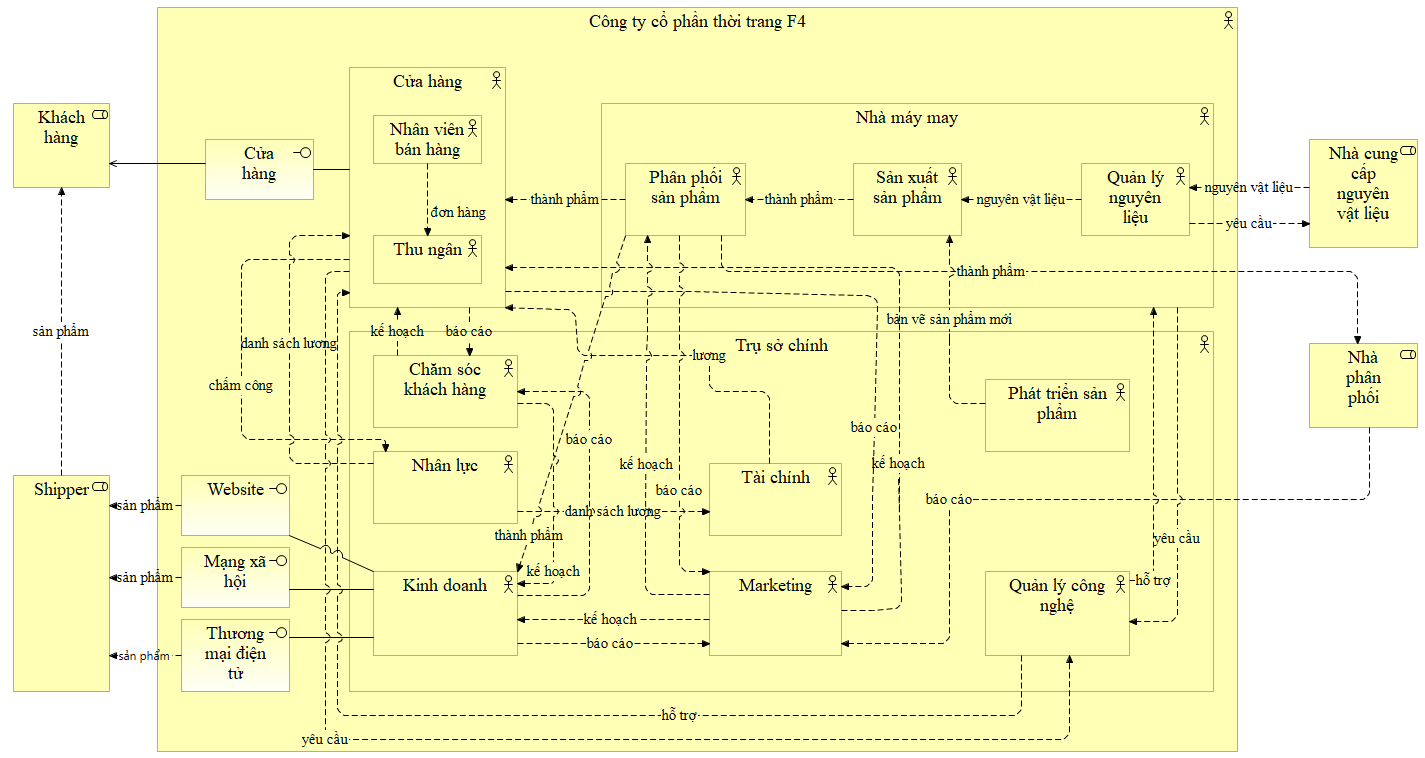 Công ty cổ phần thời trang F4
Cửa hàng
Nhân viên
bán hàng
đơn hàng
Thu ngân
Nhà máy may
Phân phối
sản phẩm
Sản xuất
sản phẩm
Quản lý
nguyên
liệu
thành phẩm
thành phẩm
nguyên vật liệu
nguyên vật liệu
yêu cầu
Nhà cung
cấp
nguyên
vật liệu
Khách
hàng
Cửa
hàng
thành phẩm
bản vẽ sản phẩm mới
sản phẩm
danh sách lương
chấm công
kế hoạch
báo cáo
lương
Trụ sở chính
Chăm sóc
khách hàng
Phát triển sản
phẩm
Nhà
phân
phối
báo cáo
báo cáo
kế hoạch
kế hoạch
báo cáo
báo cáo
Nhân lực
Tài chính
danh sách lương
thành phẩm
kế hoạch
Shipper
Website
sản phẩm
Mạng xã
hội
sản phẩm
Thương
mại điện
tử
sản phẩm
Kinh doanh
Marketing
kế hoạch
báo cáo
Quản lý công
nghệ
yêu cầu
hỗ trợ
hỗ trợ
yêu cầu